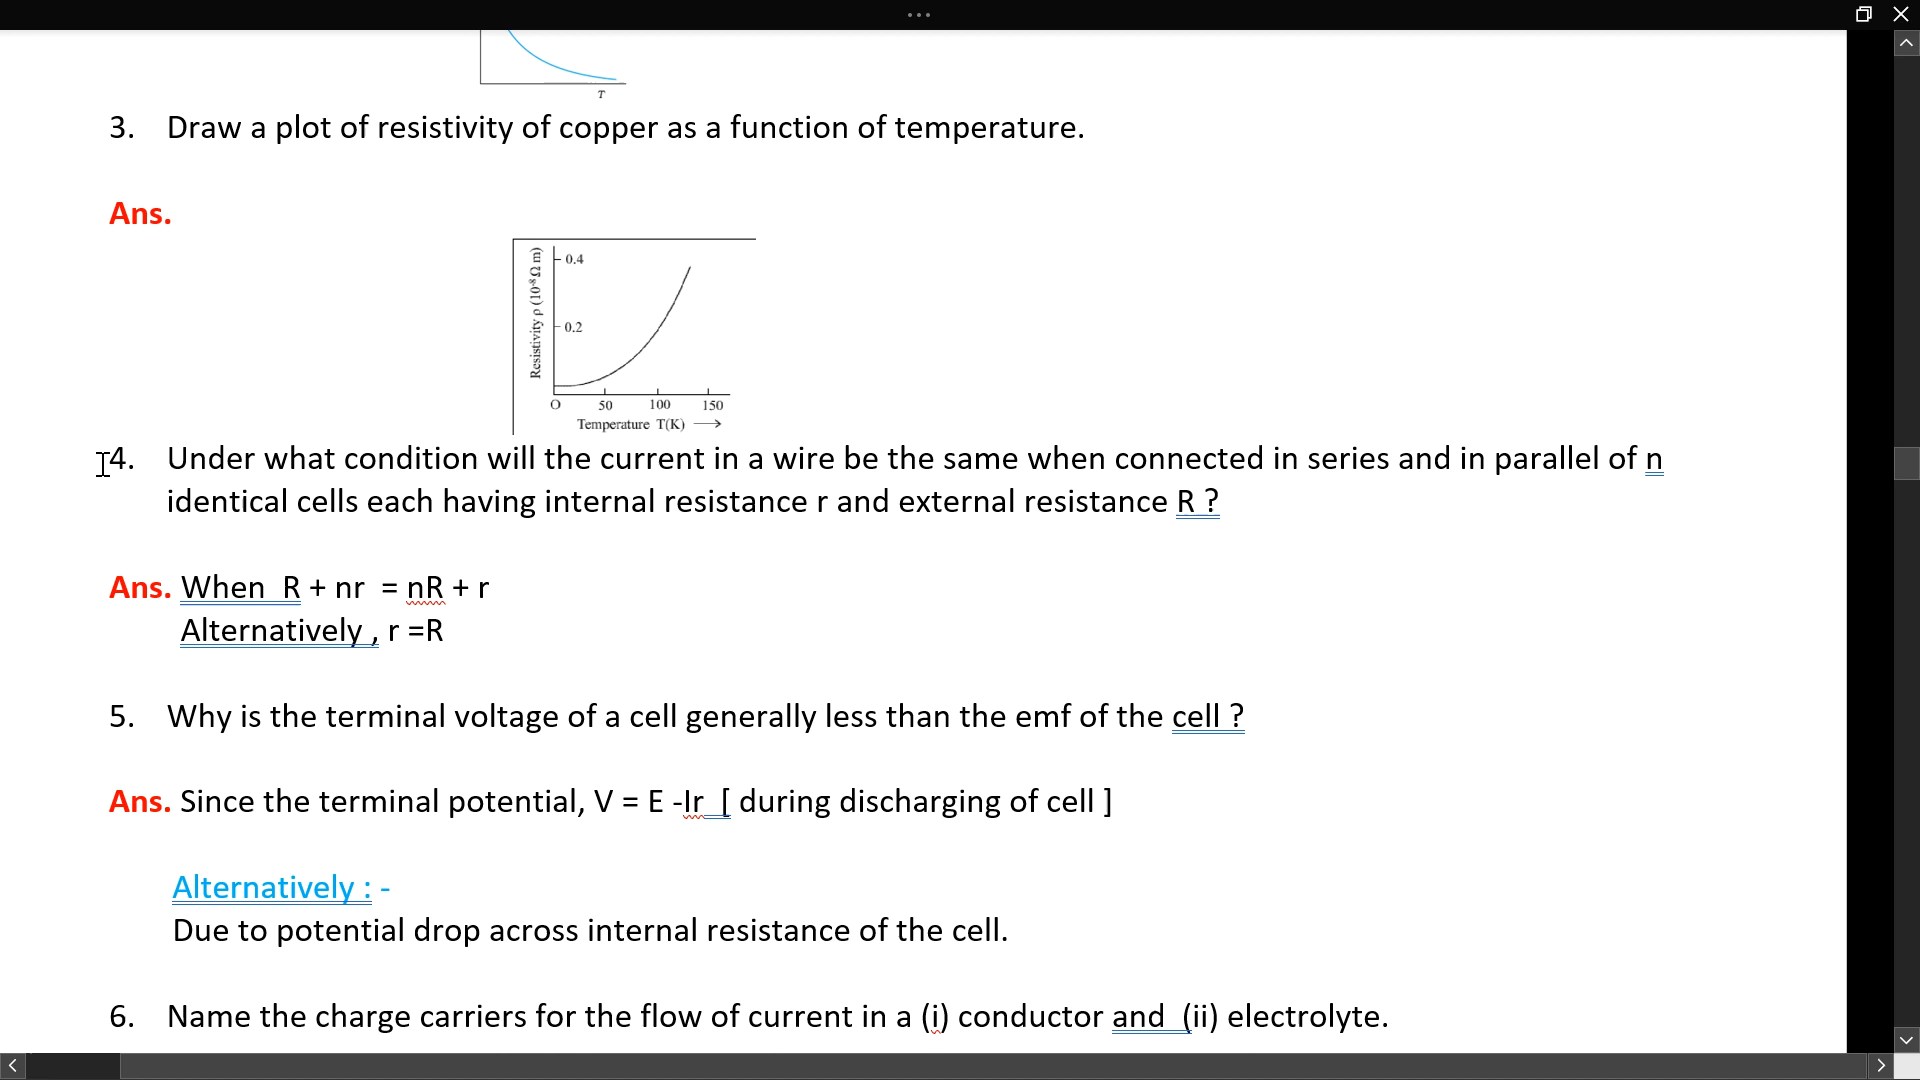 T
3. Draw a plot of resistivity of copper as a function of temperature.
Ans.
Resistivity ρ (10⁻⁸ Ω m)
0.4
0.2
O 50 100 150
Temperature T(K)
4. Under what condition will the current in a wire be the same when connected in series and in parallel of n
identical cells each having internal resistance r and external resistance R ?
Ans. When R + nr = nR + r
Alternatively , r =R
5. Why is the terminal voltage of a cell generally less than the emf of the cell ?
Ans. Since the terminal potential, V = E -Ir [ during discharging of cell ]
Alternatively : -
Due to potential drop across internal resistance of the cell.
6. Name the charge carriers for the flow of current in a (i) conductor and (ii) electrolyte.